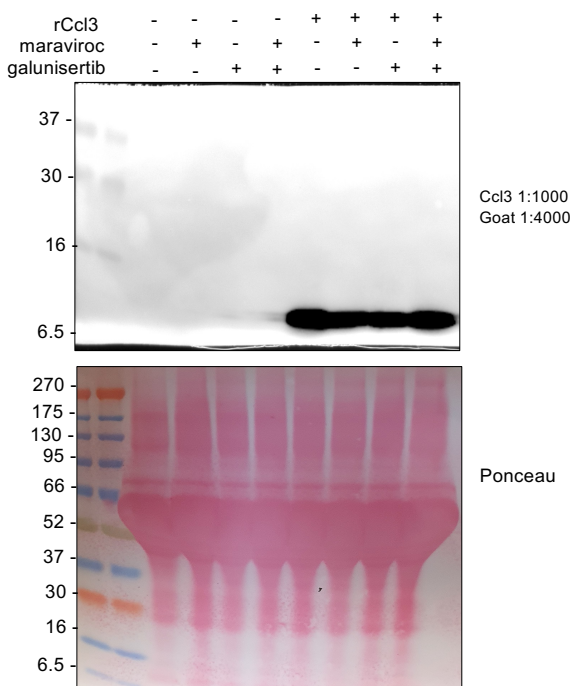 rCcl3 - - - - + + + +
maraviroc - + - + - + - +
galunisertib - - + + - - + +
37 -
30 -
16 -
6.5 -
Ccl3 1:1000
Goat 1:4000
270 -
175 -
130 -
95 -
66 -
52 -
37 -
30 -
16 -
6.5 -
Ponceau